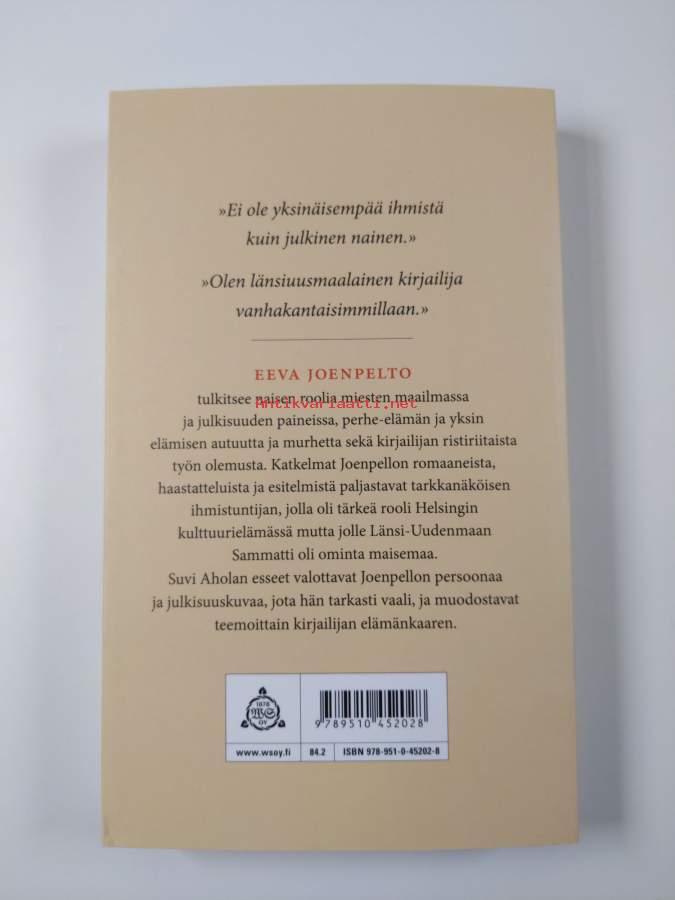 »Ei ole yksinäisempää ihmistä
kuin julkinen nainen.»
»Olen länsiuusmaalainen kirjailija
vanhakantaisimmillaan.»
EEVA JOENPELTO
tulkitsee naisen roolia miesten maailmassa
Antikvariaatti.net
ja julkisuuden paineissa, perhe-elämän ja yksin
elämisen autuutta ja murhetta sekä kirjailijan ristiriitaista
työn olemusta. Katkelmat Joenpellon romaaneista,
haastatteluista ja esitelmistä paljastavat tarkkanäköisen
ihmistuntijan, jolla oli tärkeä rooli Helsingin
kulttuurielämässä mutta jolle Länsi-Uudenmaan
Sammatti oli ominta maisemaa.
Suvi Aholan esseet valottavat Joenpellon persoonaa
ja julkisuuskuvaa, jota hän tarkasti vaali, ja muodostavat
teemoittain kirjailijan elämänkaaren.
1878
WS
OY
9 789510 452028
www.wsoy.fi
84.2
ISBN 978-951-0-45202-8